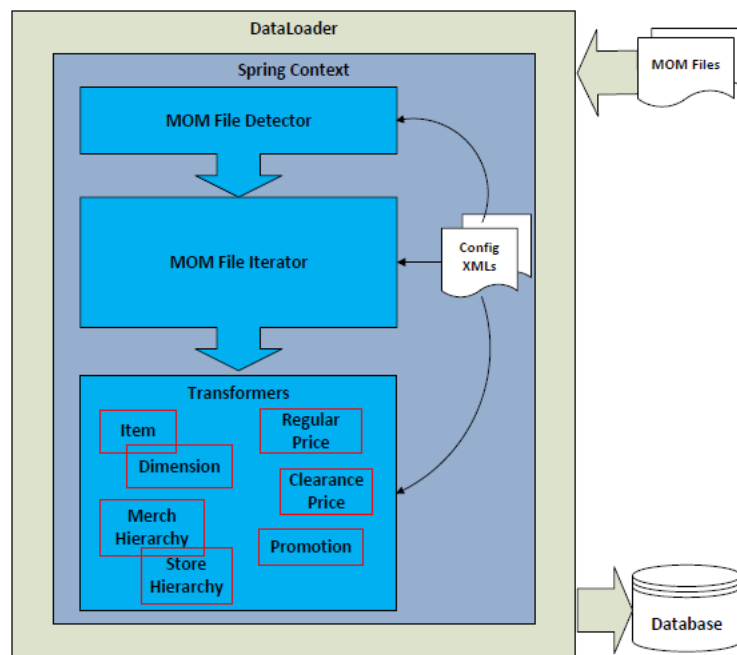 DataLoader
Spring Context
MOM Files
MOM File Detector
MOM File Iterator
Config
XMLs
Transformers
Item
Dimension
Merch
Hierarchy
Store
Hierarchy
Regular
Price
Clearance
Price
Promotion
Database